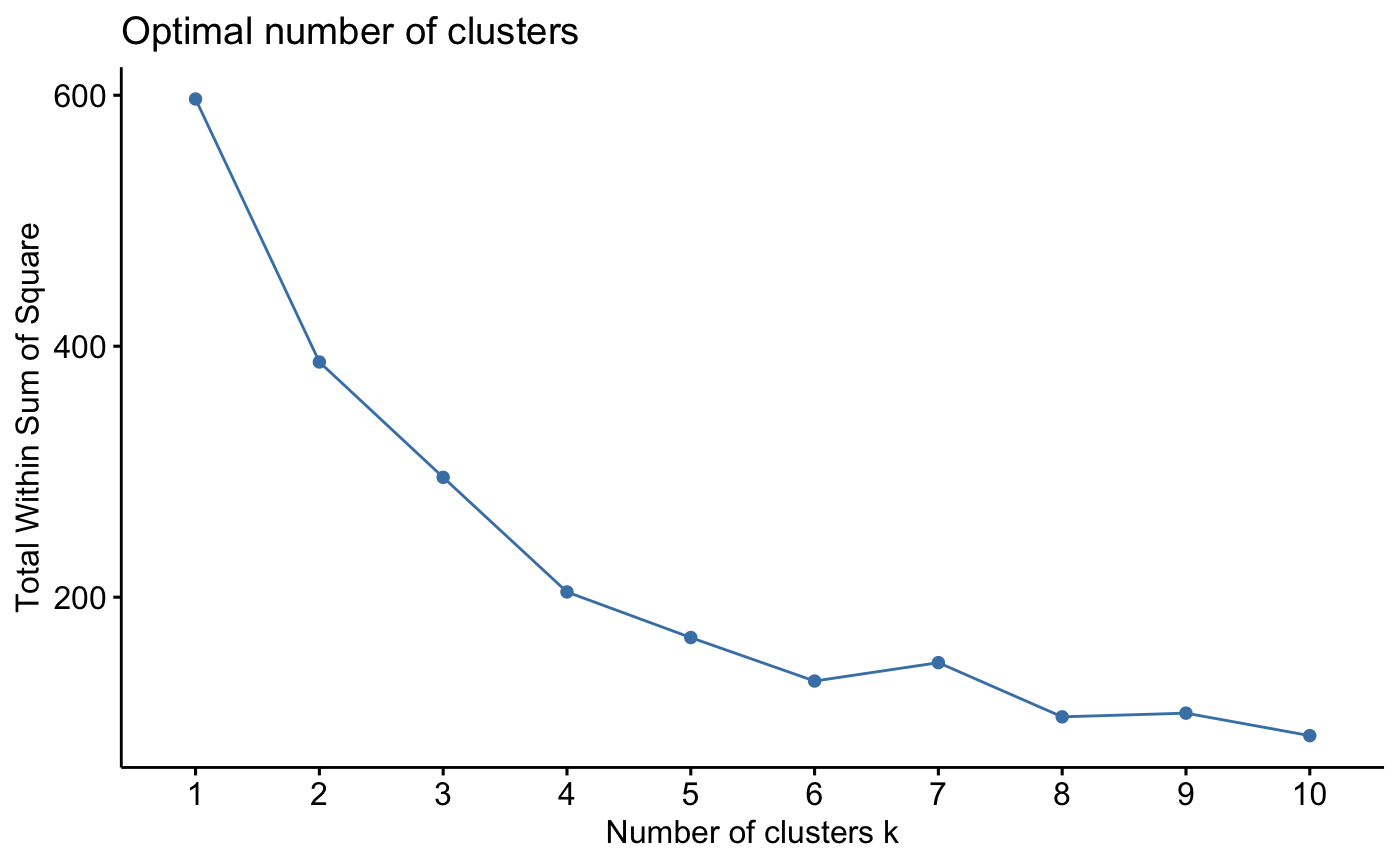 Optimal number of clusters
Total Within Sum of Square
600
400
200
1 2 3 4 5 6 7 8 9 10
Number of clusters k